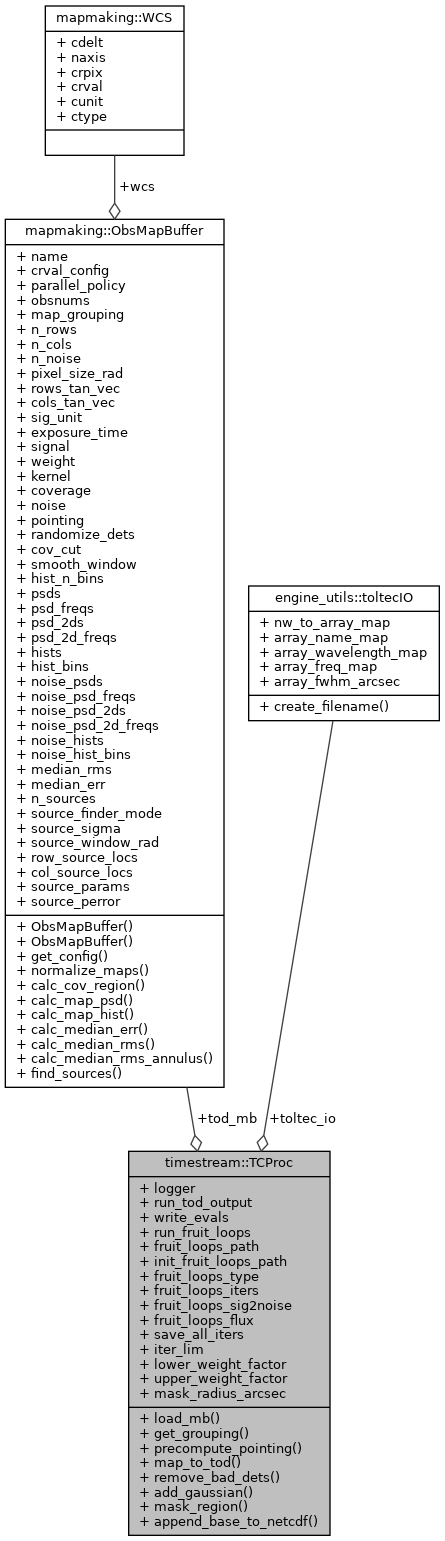 mapmaking::WCS
+ cdelt
+ naxis
+ crpix
+ crval
+ cunit
+ ctype
+wcs
mapmaking::ObsMapBuffer
+ name
+ crval_config
+ parallel_policy
+ obsnums
+ map_grouping
+ n_rows
+ n_cols
+ n_noise
+ pixel_size_rad
+ rows_tan_vec
+ cols_tan_vec
+ sig_unit
+ exposure_time
+ signal
+ weight
+ kernel
+ coverage
+ noise
+ pointing
+ randomize_dets
+ cov_cut
+ smooth_window
+ hist_n_bins
+ psds
+ psd_freqs
+ psd_2ds
+ psd_2d_freqs
+ hists
+ hist_bins
+ noise_psds
+ noise_psd_freqs
+ noise_psd_2ds
+ noise_psd_2d_freqs
+ noise_hists
+ noise_hist_bins
+ median_rms
+ median_err
+ n_sources
+ source_finder_mode
+ source_sigma
+ source_window_rad
+ row_source_locs
+ col_source_locs
+ source_params
+ source_perror
+ ObsMapBuffer()
+ ObsMapBuffer()
+ get_config()
+ normalize_maps()
+ calc_cov_region()
+ calc_map_psd()
+ calc_map_hist()
+ calc_median_err()
+ calc_median_rms()
+ calc_median_rms_annulus()
+ find_sources()
engine_utils::toltecIO
+ nw_to_array_map
+ array_name_map
+ array_wavelength_map
+ array_freq_map
+ array_fwhm_arcsec
+ create_filename()
+tod_mb
+toltec_io
timestream::TCProc
+ logger
+ run_tod_output
+ write_evals
+ run_fruit_loops
+ fruit_loops_path
+ init_fruit_loops_path
+ fruit_loops_type
+ fruit_loops_iters
+ fruit_loops_sig2noise
+ fruit_loops_flux
+ save_all_iters
+ iter_lim
+ lower_weight_factor
+ upper_weight_factor
+ mask_radius_arcsec
+ load_mb()
+ get_grouping()
+ precompute_pointing()
+ map_to_tod()
+ remove_bad_dets()
+ add_gaussian()
+ mask_region()
+ append_base_to_netcdf()